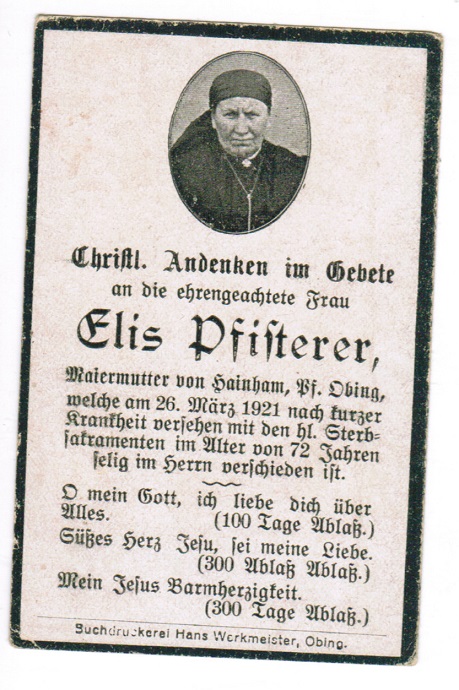 Christl. Andenken im Gebete
an die ehrengeachtete Frau
Elis Pfisterer,
Maiermutter von Hainham, Pf. Obing,
welche am 26. März 1921 nach kurzer
Krankheit versehen mit den hl. Sterb-
sakramenten im Alter von 72 Jahren
selig im Herrn verschieden ist.
O mein Gott, ich liebe dich über
Alles. (100 Tage Ablaß.)
Süßes Herz Jesu, sei meine Liebe.
(300 Ablaß Ablaß.)
Mein Jesus Barmherzigkeit.
(300 Tage Ablaß.)
Buchdruckerei Hans Werkmeister, Obing.